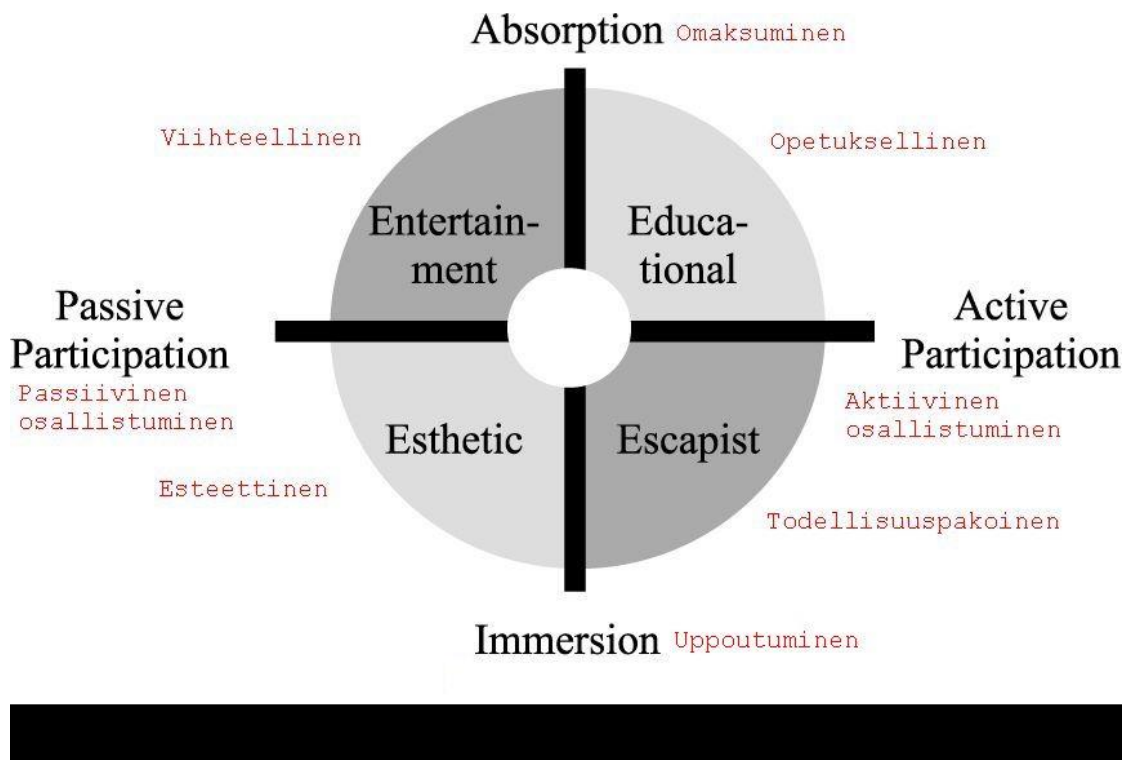 Absorption Omaksuminen
Viihteellinen
Opetuksellinen
Entertain-
ment
Educa-
tional
Passive
Participation
Passiivinen
osallistuminen
Active
Participation
Aktiivinen
osallistuminen
Esthetic
Escapist
Esteettinen
Todellisuuspakoinen
Immersion Uppoutuminen